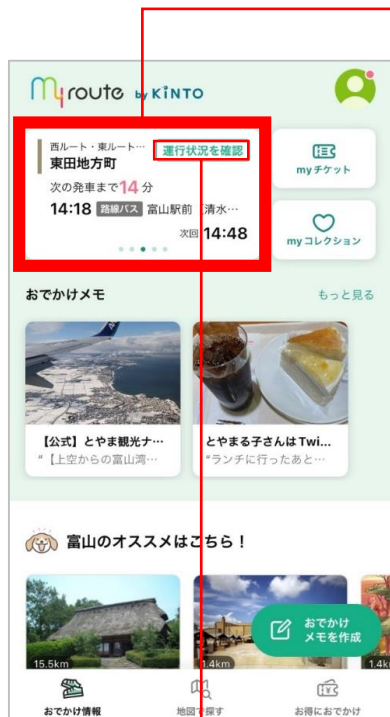 my route by KINTO
西ルート・東ルート…
運行状況を確認
東田地方町
次の発車まで14 分
14:18 路線バス 富山駅前 [清水…
次回 14:48
myチケット
myコレクション
おでかけメモ
もっと見る
【公式】とやま観光ナ…
“【上空からの富山湾…
とやまる子さんは Twi...
“ランチに行ったあと…
富山のオススメはこちら！
15.5km
1.4km
1.4k
おでかけ
メモを作成
おでかけ情報
地図で探す
お得におでかけ